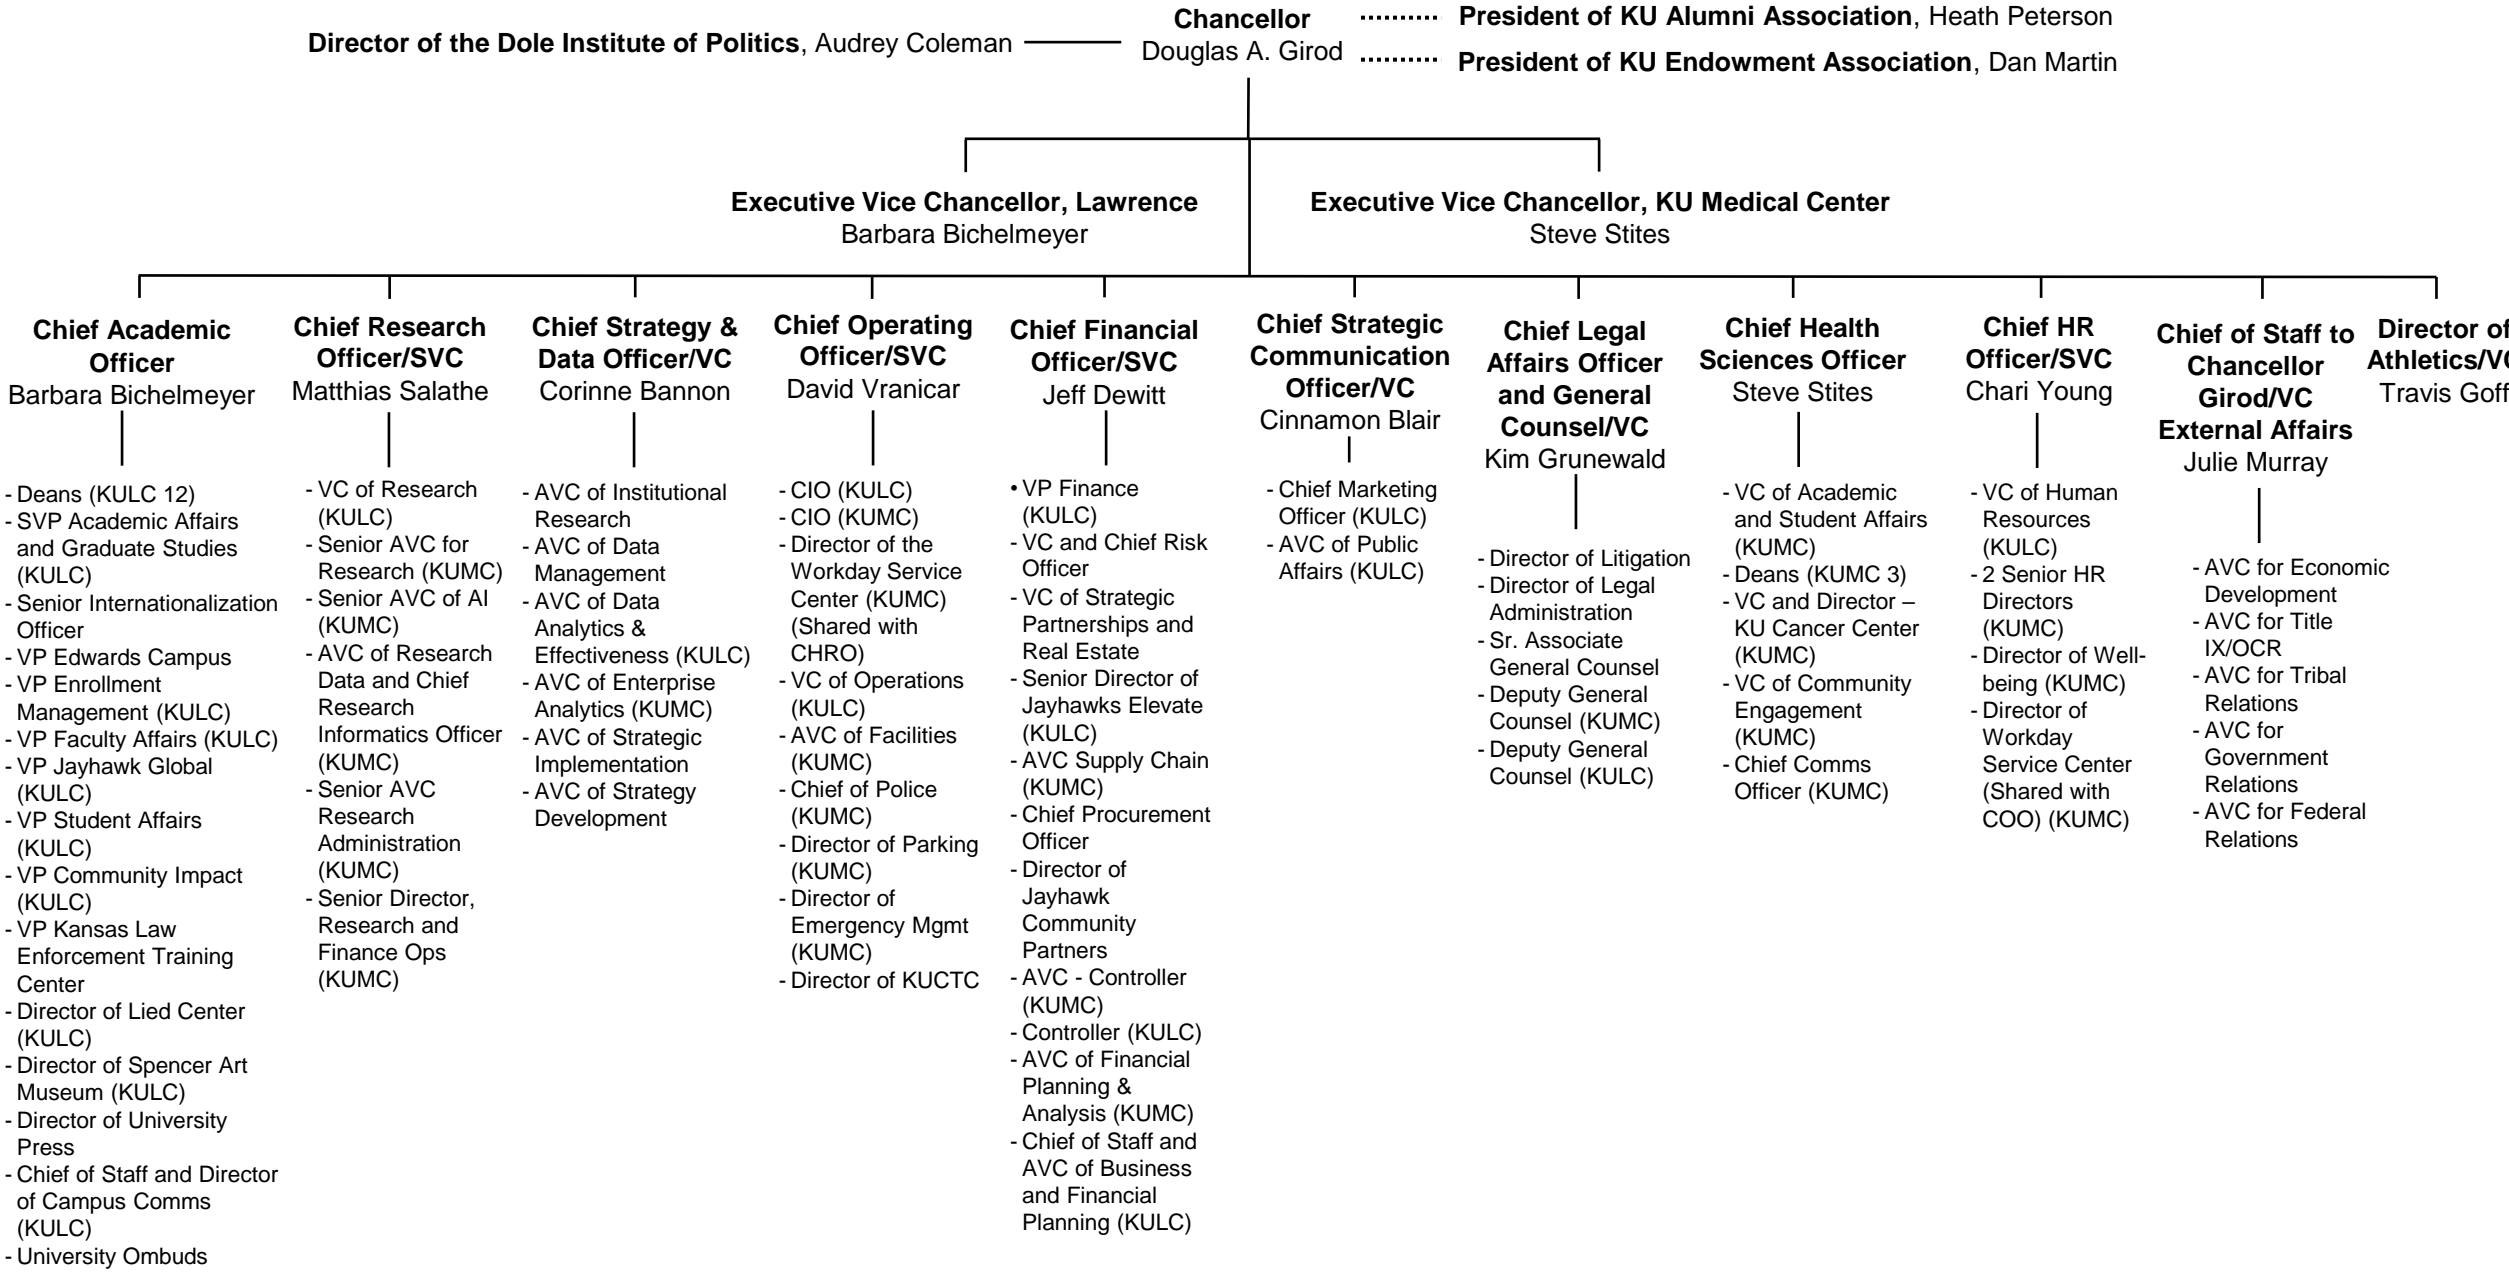 Chancellor
Douglas A. Girod
Director of the Dole Institute of Politics, Audrey Coleman
President of KU Alumni Association, Heath Peterson
President of KU Endowment Association, Dan Martin
Executive Vice Chancellor, Lawrence
Barbara Bichelmeyer
Executive Vice Chancellor, KU Medical Center
Steve Stites
Chief Academic
Officer
Barbara Bichelmeyer
- Deans (KULC 12)
- SVP Academic Affairs
and Graduate Studies
(KULC)
- Senior Internationalization
Officer
- VP Edwards Campus
- VP Enrollment
Management (KULC)
- VP Faculty Affairs (KULC)
- VP Jayhawk Global
(KULC)
- VP Student Affairs
(KULC)
- VP Community Impact
(KULC)
- VP Kansas Law
Enforcement Training
Center
- Director of Lied Center
(KULC)
- Director of Spencer Art
Museum (KULC)
- Director of University
Press
- Chief of Staff and Director
of Campus Comms
(KULC)
- University Ombuds
Chief Research
Officer/SVC
Matthias Salathe
- VC of Research
(KULC)
- Senior AVC for
Research (KUMC)
- Senior AVC of AI
(KUMC)
- AVC of Research
Data and Chief
Research
Informatics Officer
(KUMC)
- Senior AVC
Research
Administration
(KUMC)
- Senior Director,
Research and
Finance Ops
(KUMC)
Chief Strategy &
Data Officer/VC
Corinne Bannon
- AVC of Institutional
Research
- AVC of Data
Management
- AVC of Data
Analytics &
Effectiveness (KULC)
- AVC of Enterprise
Analytics (KUMC)
- AVC of Strategic
Implementation
- AVC of Strategy
Development
Chief Operating
Officer/SVC
David Vranicar
- CIO (KULC)
- CIO (KUMC)
- Director of the
Workday Service
Center (KUMC)
(Shared with
CHRO)
- VC of Operations
(KULC)
- AVC of Facilities
(KUMC)
- Chief of Police
(KUMC)
- Director of Parking
(KUMC)
- Director of
Emergency Mgmt
(KUMC)
- Director of KUCTC
Chief Financial
Officer/SVC
Jeff Dewitt
• VP Finance
(KULC)
- VC and Chief Risk
Officer
- VC of Strategic
Partnerships and
Real Estate
- Senior Director of
Jayhawks Elevate
(KULC)
- AVC Supply Chain
(KUMC)
- Chief Procurement
Officer
- Director of
Jayhawk
Community
Partners
- AVC - Controller
(KUMC)
- Controller (KULC)
- AVC of Financial
Planning &
Analysis (KUMC)
- Chief of Staff and
AVC of Business
and Financial
Planning (KULC)
Chief Strategic
Communication
Officer/VC
Cinnamon Blair
- Chief Marketing
Officer (KULC)
- AVC of Public
Affairs (KULC)
Chief Legal
Affairs Officer
and General
Counsel/VC
Kim Grunewald
- Director of Litigation
- Director of Legal
Administration
- Sr. Associate
General Counsel
- Deputy General
Counsel (KUMC)
- Deputy General
Counsel (KULC)
Chief Health
Sciences Officer
Steve Stites
- VC of Academic
and Student Affairs
(KUMC)
- Deans (KUMC 3)
- VC and Director –
KU Cancer Center
(KUMC)
- VC of Community
Engagement
(KUMC)
- Chief Comms
Officer (KUMC)
Chief HR
Officer/SVC
Chari Young
- VC of Human
Resources
(KULC)
- 2 Senior HR
Directors
(KUMC)
- Director of Well-
being (KUMC)
- Director of
Workday
Service Center
(Shared with
COO) (KUMC)
Chief of Staff to
Chancellor
Girod/VC
External Affairs
Julie Murray
- AVC for Economic
Development
- AVC for Title
IX/OCR
- AVC for Tribal
Relations
- AVC for
Government
Relations
- AVC for Federal
Relations
Director of
Athletics/VC
Travis Goff